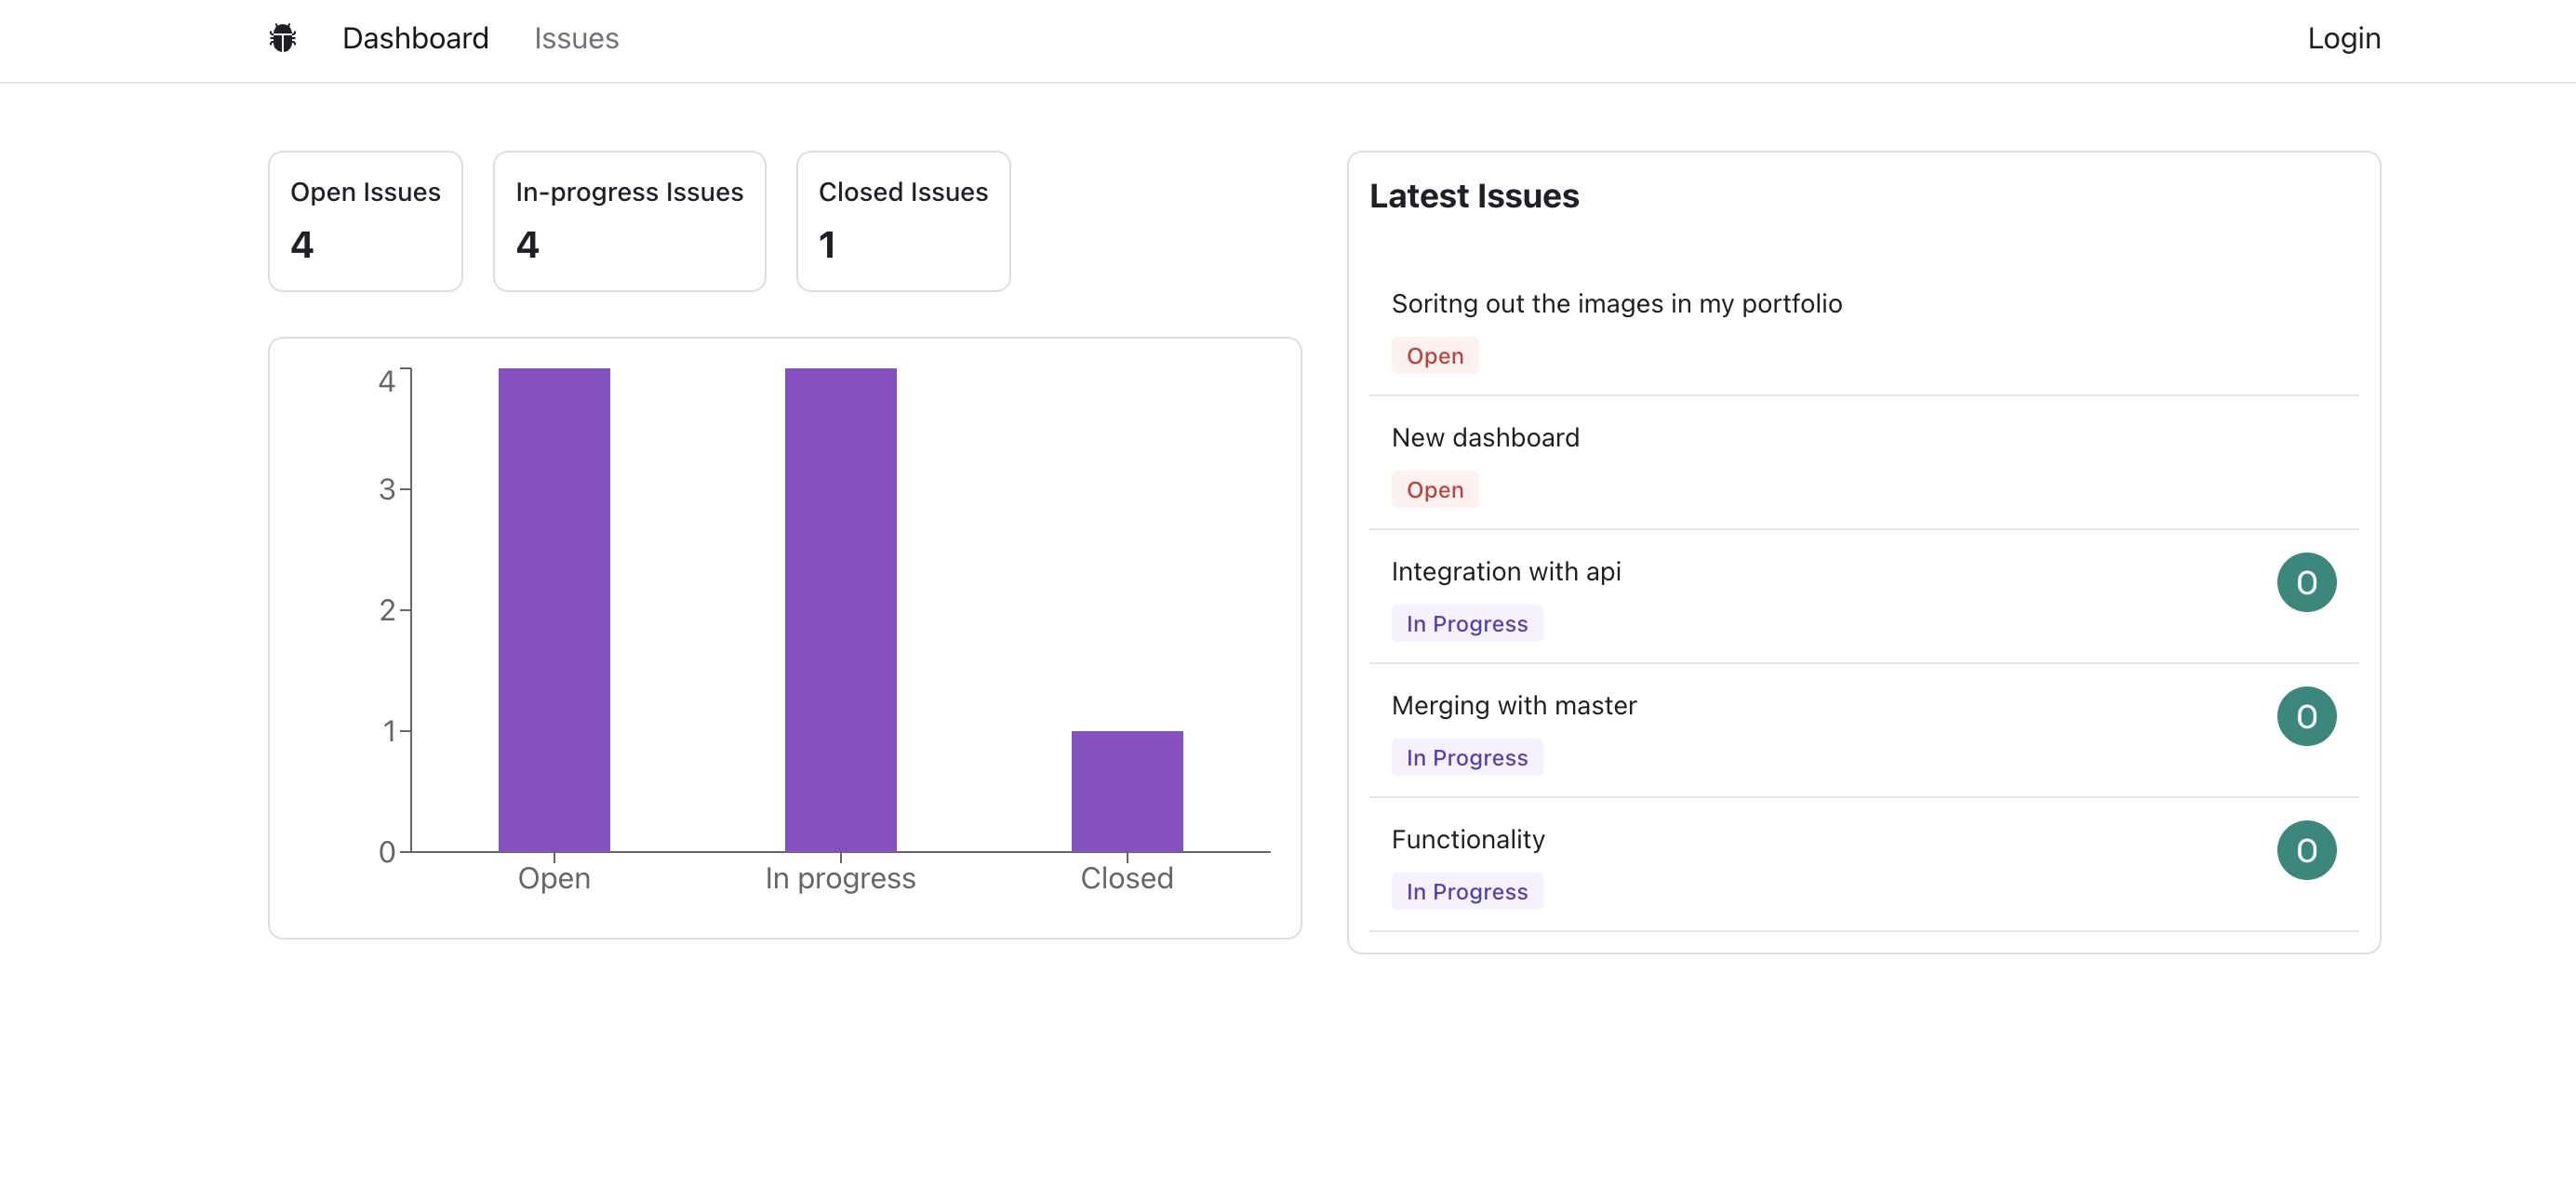 Dashboard Issues Login
Open Issues
4
In-progress Issues
4
Closed Issues
1
4
3
2
1
0
Open In progress Closed
Latest Issues
Soritng out the images in my portfolio
Open
New dashboard
Open
Integration with api
O
In Progress
Merging with master
O
In Progress
Functionality
O
In Progress